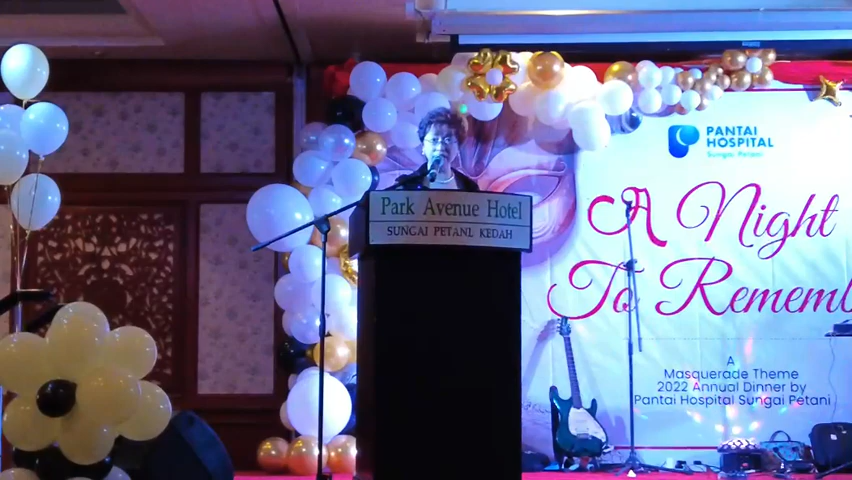 Park Avenue Hotel
SUNGAI PETANI, KEDAH
PANTAI
HOSPITAL
Sungai Petani
A Night
To Rememb
A
Masquerade Theme
2022 Annual Dinner by
Pantai Hospital Sungai Petani